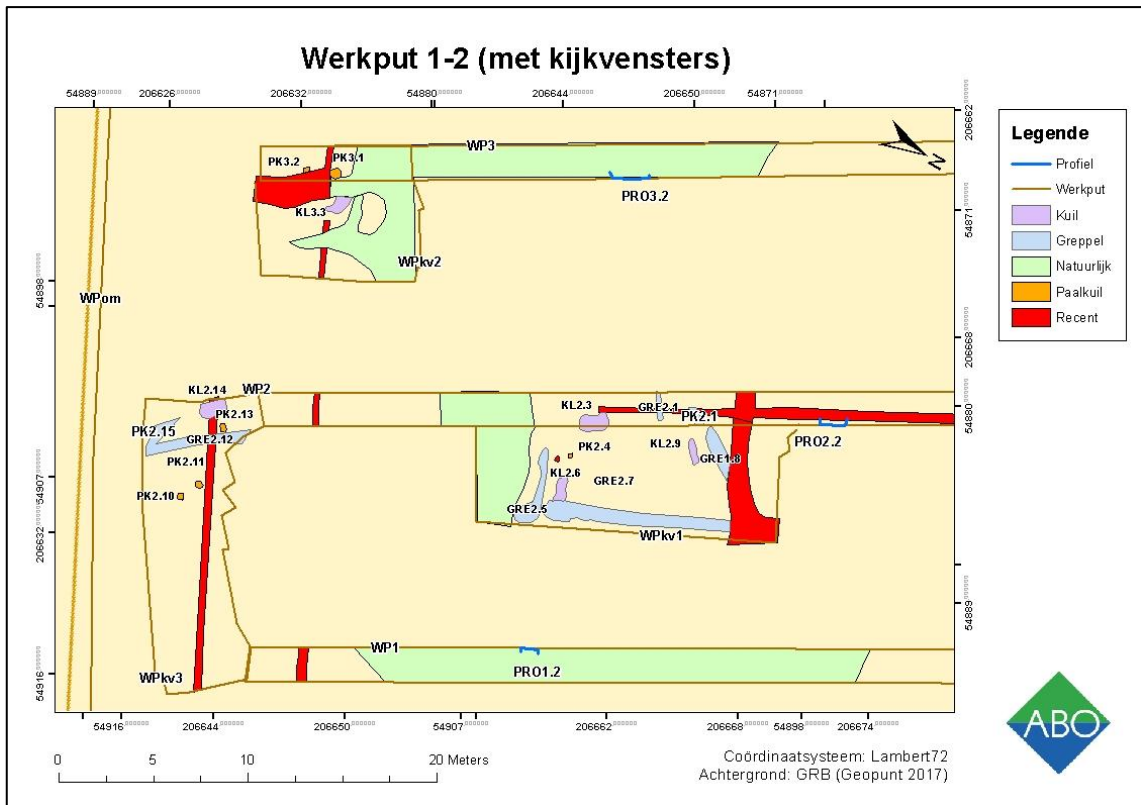 Werkput 1-2 (met kijkvensters)
54889 206626 206632 54880 206644 206650 54871
206662
54871
206668
54880
54889
54898
54907
206632
54916
54916 206644 206650 54907 206662 206668 54898 206674
N
WPom
WP3
PK3.2
PK3.1
KL3.3
PRO3.2
WPkv2
KL2.14
WP2
PK2.13
PK2.15
GRE2.12
PK2.11
PK2.10
KL2.3
GRE2.1
PK2.1
PK2.4
KL2.9
PRO2.2
GRE1.8
KL2.6
GRE2.7
GRE2.5
WPkv1
WP1
WPkv3
PRO1.2
Legende
Profiel
Werkput
Kuil
Greppel
Natuurlijk
Paalkuil
Recent
0 5 10 20 Meters
Coördinaatsysteem: Lambert72
Achtergrond: GRB (Geopunt 2017)
ABO